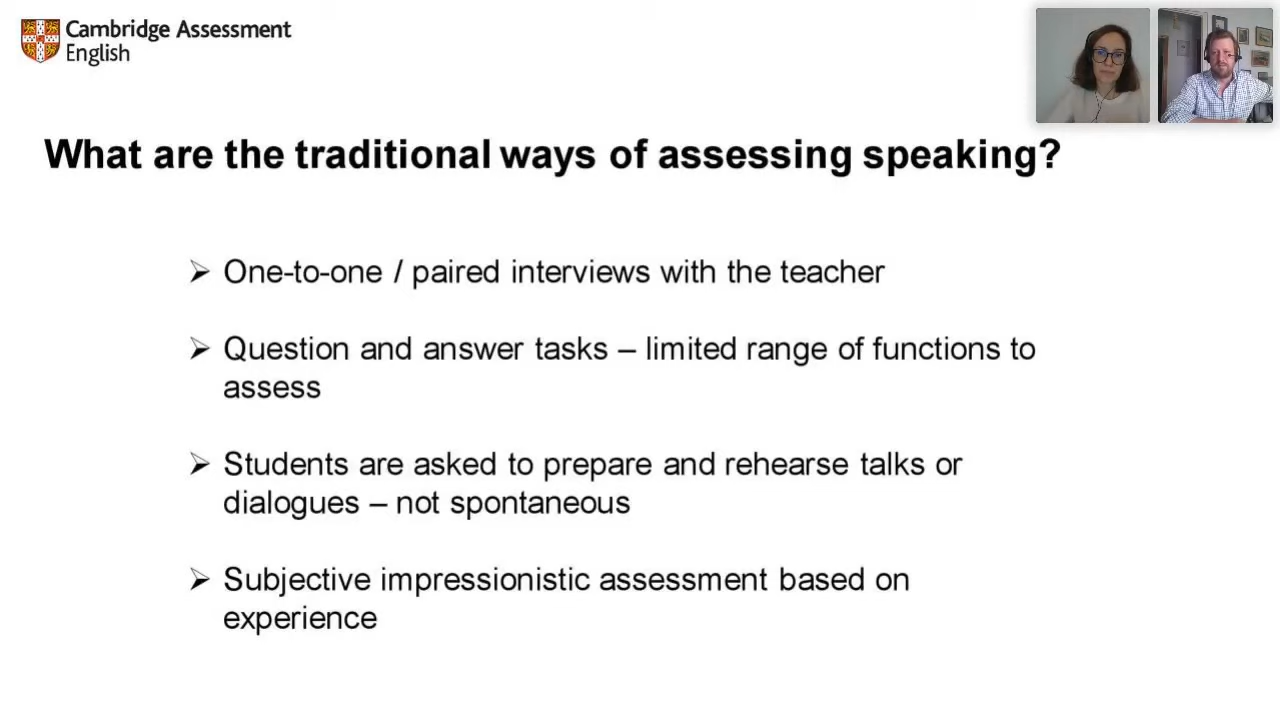 Cambridge Assessment
English
What are the traditional ways of assessing speaking?
➢ One-to-one / paired interviews with the teacher
➢ Question and answer tasks – limited range of functions to
assess
➢ Students are asked to prepare and rehearse talks or
dialogues – not spontaneous
➢ Subjective impressionistic assessment based on
experience